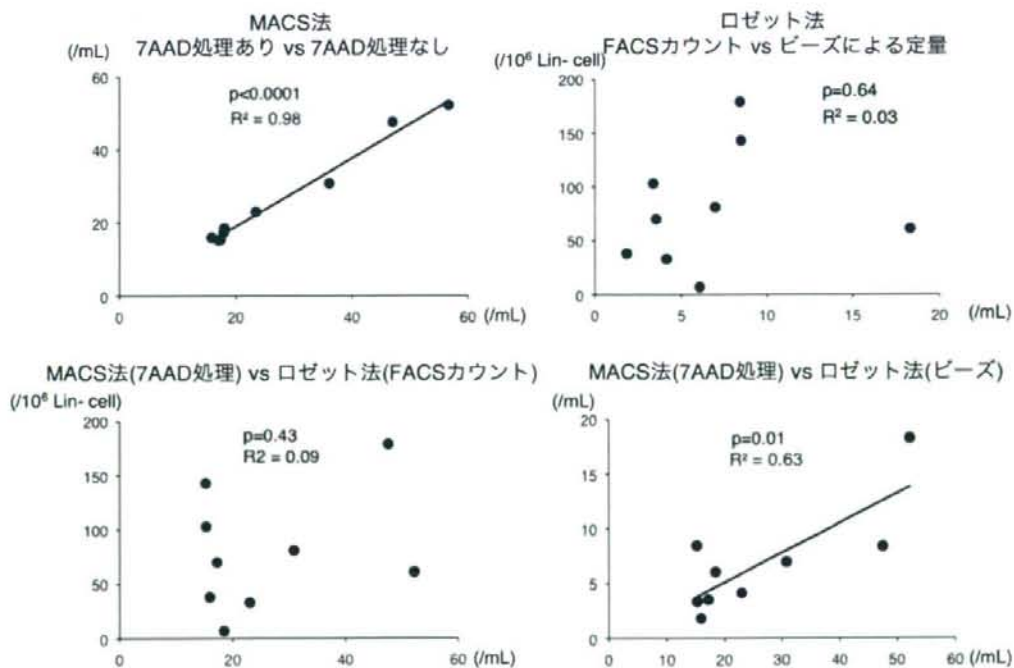 MACS法
7AAD処理あり vs 7AAD処理なし
(/mL)
60
40
20
0
p<0.0001
R² = 0.98
0 20 40 60 (/mL)
ロゼット法
FACSカウント vs ビーズによる定量
(/10⁶ Lin- cell)
200
150
100
50
0
p=0.64
R² = 0.03
0 5 10 15 20 (/mL)
MACS法(7AAD処理) vs ロゼット法(FACSカウント)
(/10⁶ Lin- cell)
200
150
100
50
0
p=0.43
R2 = 0.09
0 20 40 60 (/mL)
MACS法(7AAD処理) vs ロゼット法(ビーズ)
(/mL)
20
15
10
5
0
p=0.01
R² = 0.63
0 10 20 30 40 50 60 (/mL)